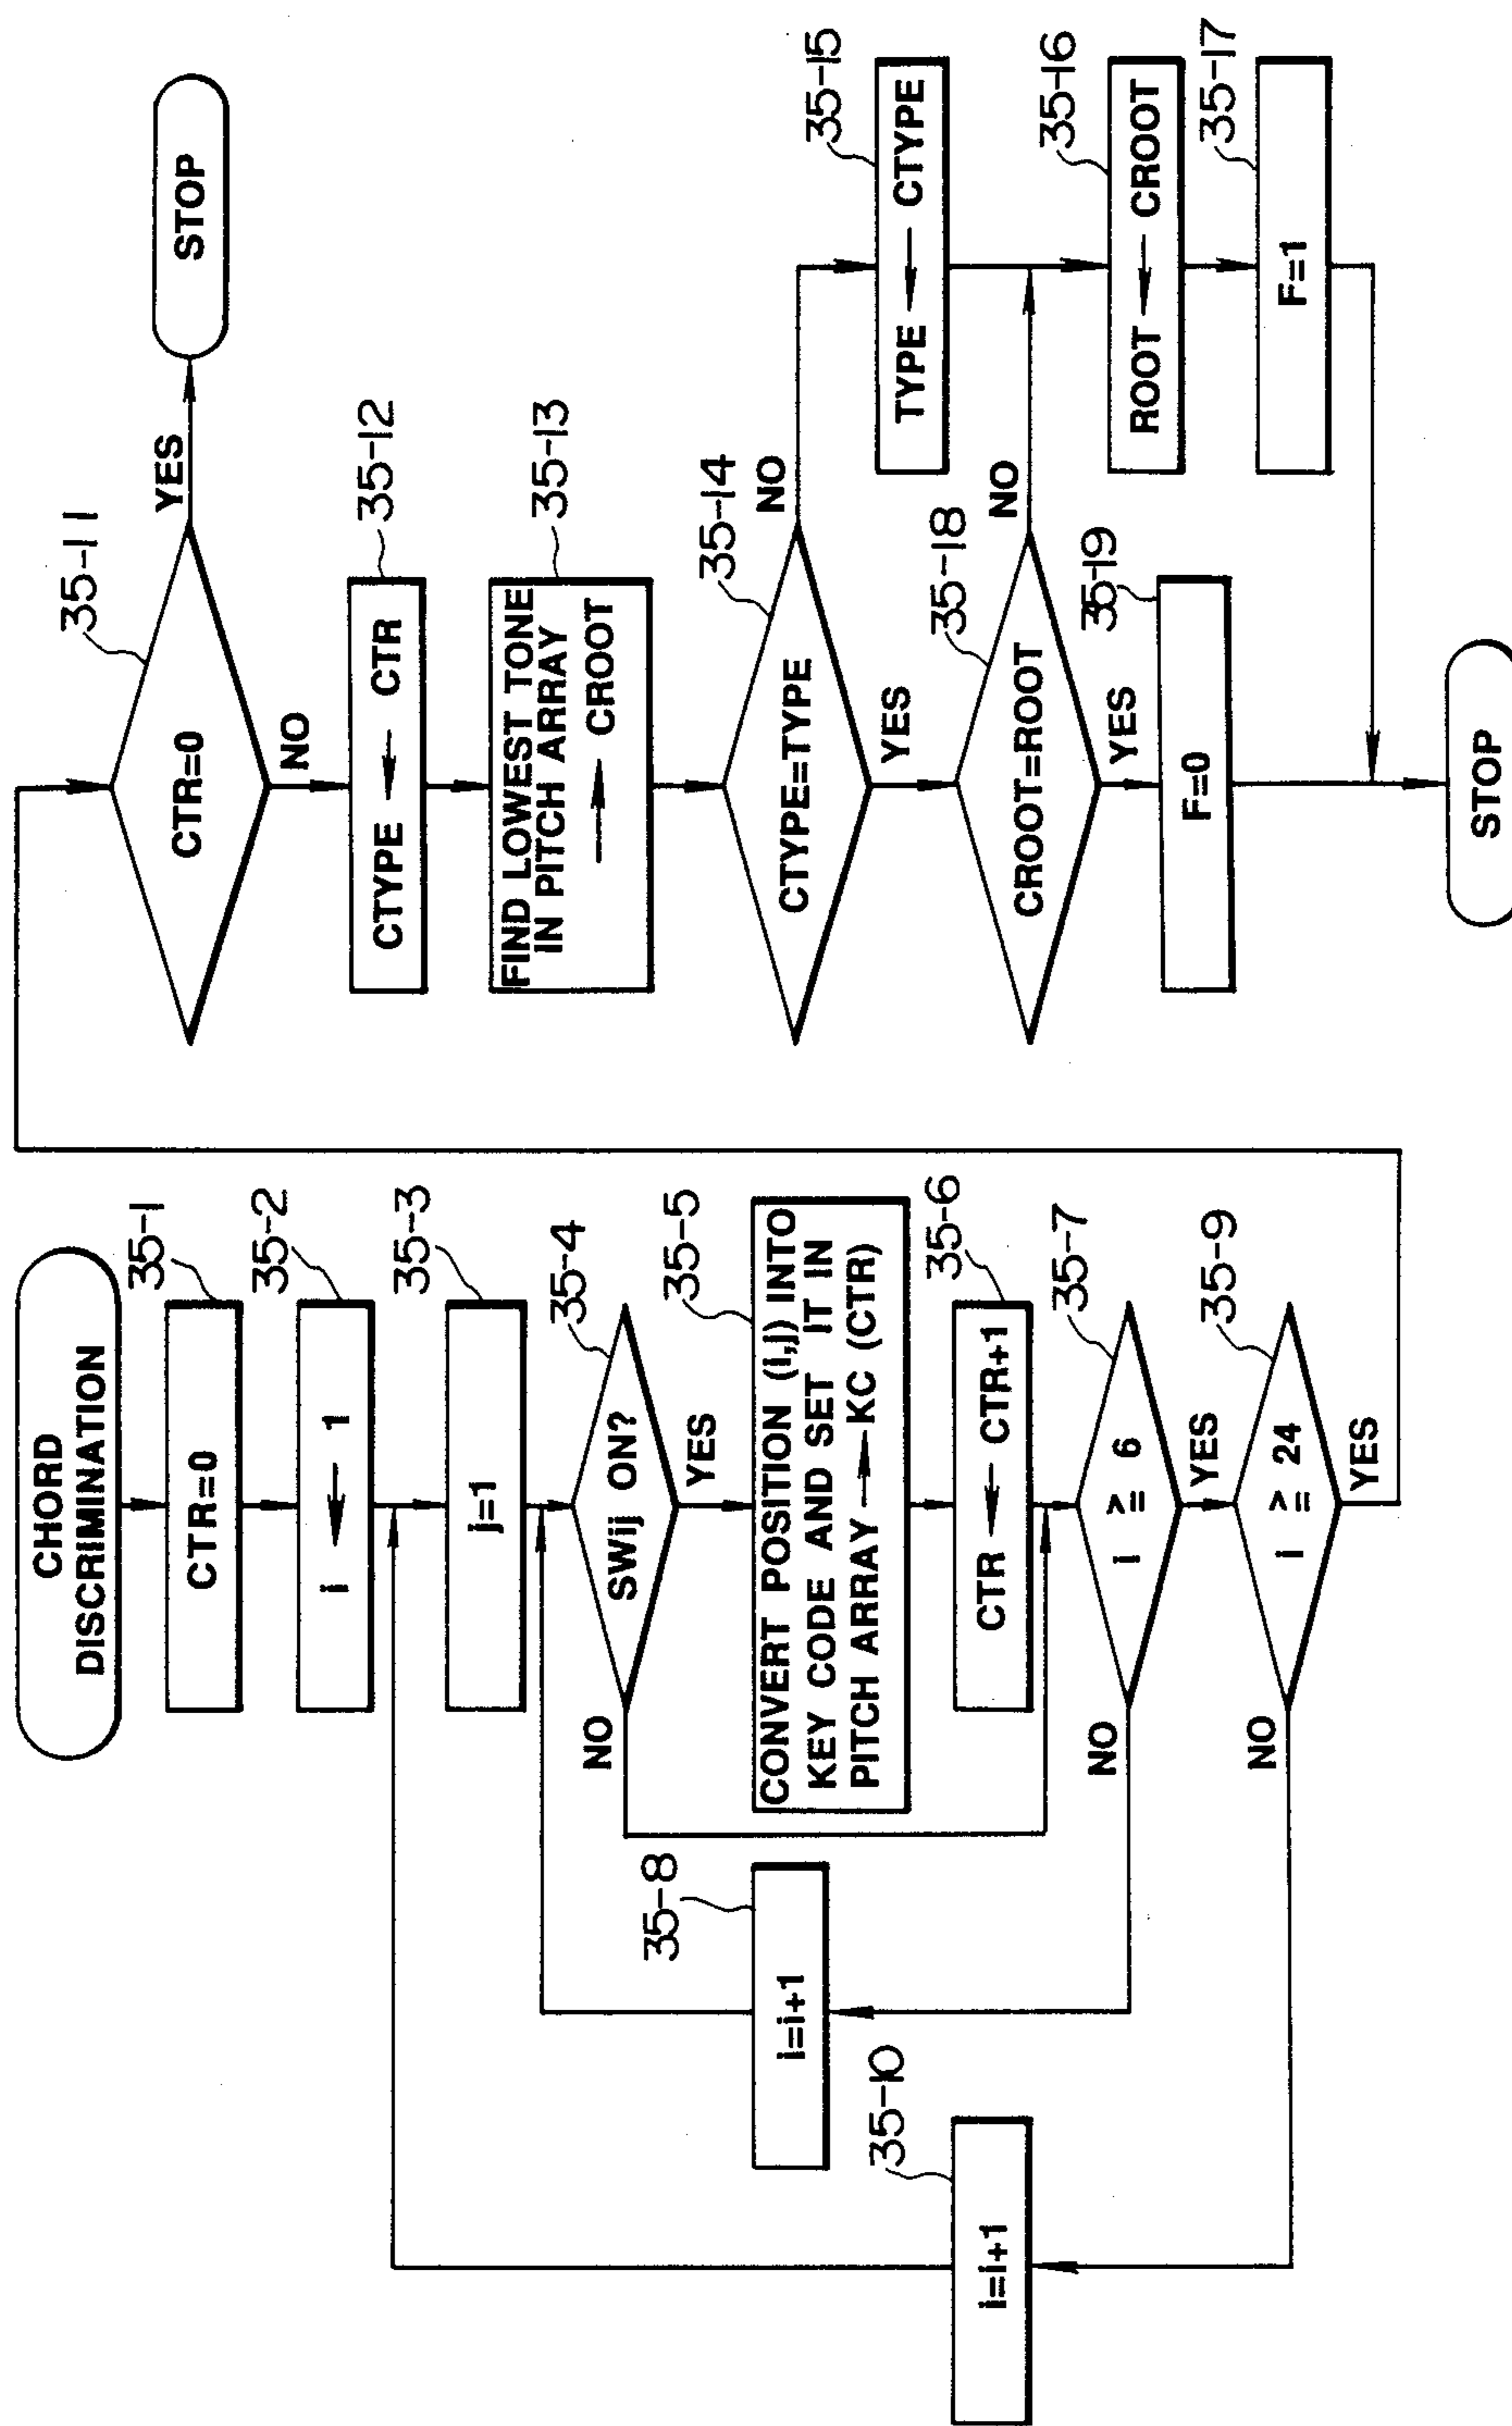 CHORD
DISCRIMINATION
35-1
CTR=0
35-2
i ← 1
35-3
j=1
35-4
SWij ON?
YES
NO
35-5
CONVERT POSITION (i,j) INTO
KEY CODE AND SET IT IN
PITCH ARRAY → KC (CTR)
35-6
CTR ← CTR+1
35-7
i >= 6
YES
NO
35-8
i=i+1
35-9
i >= 24
YES
NO
35-10
i=i+1
35-11
CTR=0
YES
STOP
NO
35-12
CTYPE ← CTR
35-13
FIND LOWEST TONE
IN PITCH ARRAY
→ CROOT
35-14
CTYPE=TYPE
NO
YES
35-15
TYPE ← CTYPE
35-18
CROOT=ROOT
NO
YES
35-16
ROOT ← CROOT
35-17
F=1
35-19
F=0
STOP